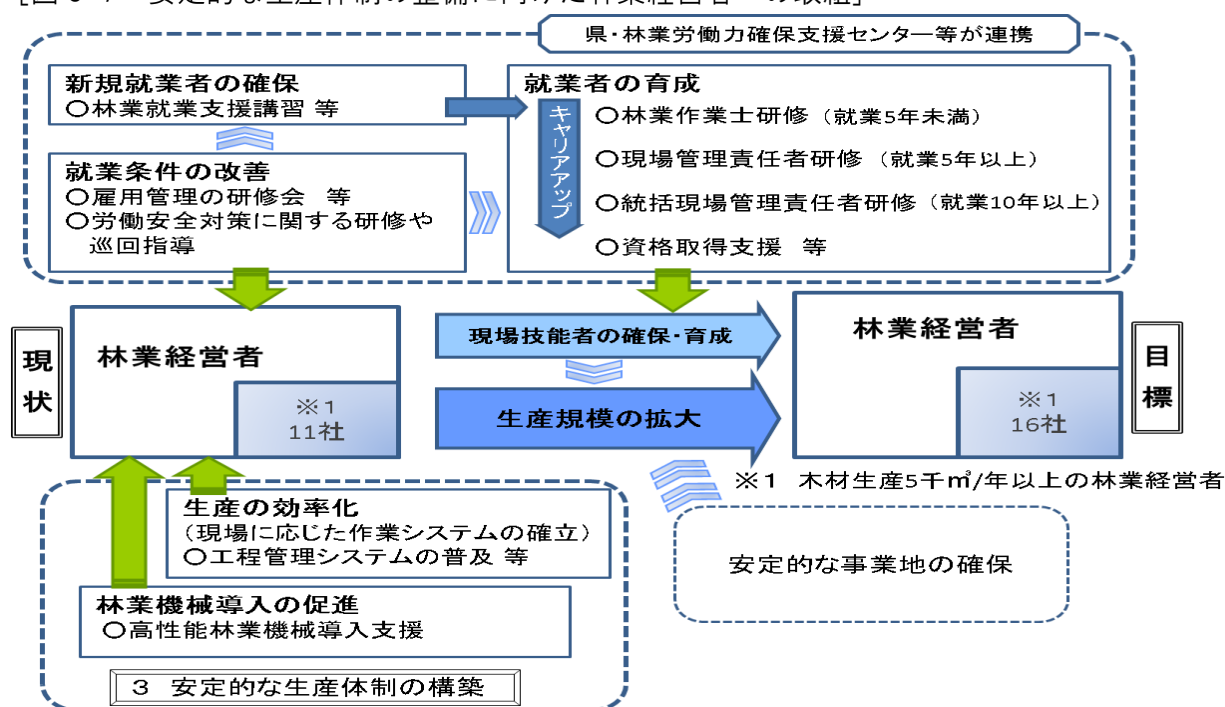 県・林業労働力確保支援センター等が連携
新規就業者の確保
○林業就業支援講習 等
就業条件の改善
○雇用管理の研修会 等
○労働安全対策に関する研修や
巡回指導
就業者の育成
キャリアアップ
○林業作業士研修（就業5年未満）
○現場管理責任者研修（就業5年以上）
○統括現場管理責任者研修（就業10年以上）
○資格取得支援 等
現状
林業経営者
※1
11社
現場技能者の確保・育成
生産規模の拡大
林業経営者
※1
16社
目標
※1 木材生産5千㎥/年以上の林業経営者
生産の効率化
（現場に応じた作業システムの確立）
○工程管理システムの普及 等
林業機械導入の促進
○高性能林業機械導入支援
3 安定的な生産体制の構築
安定的な事業地の確保